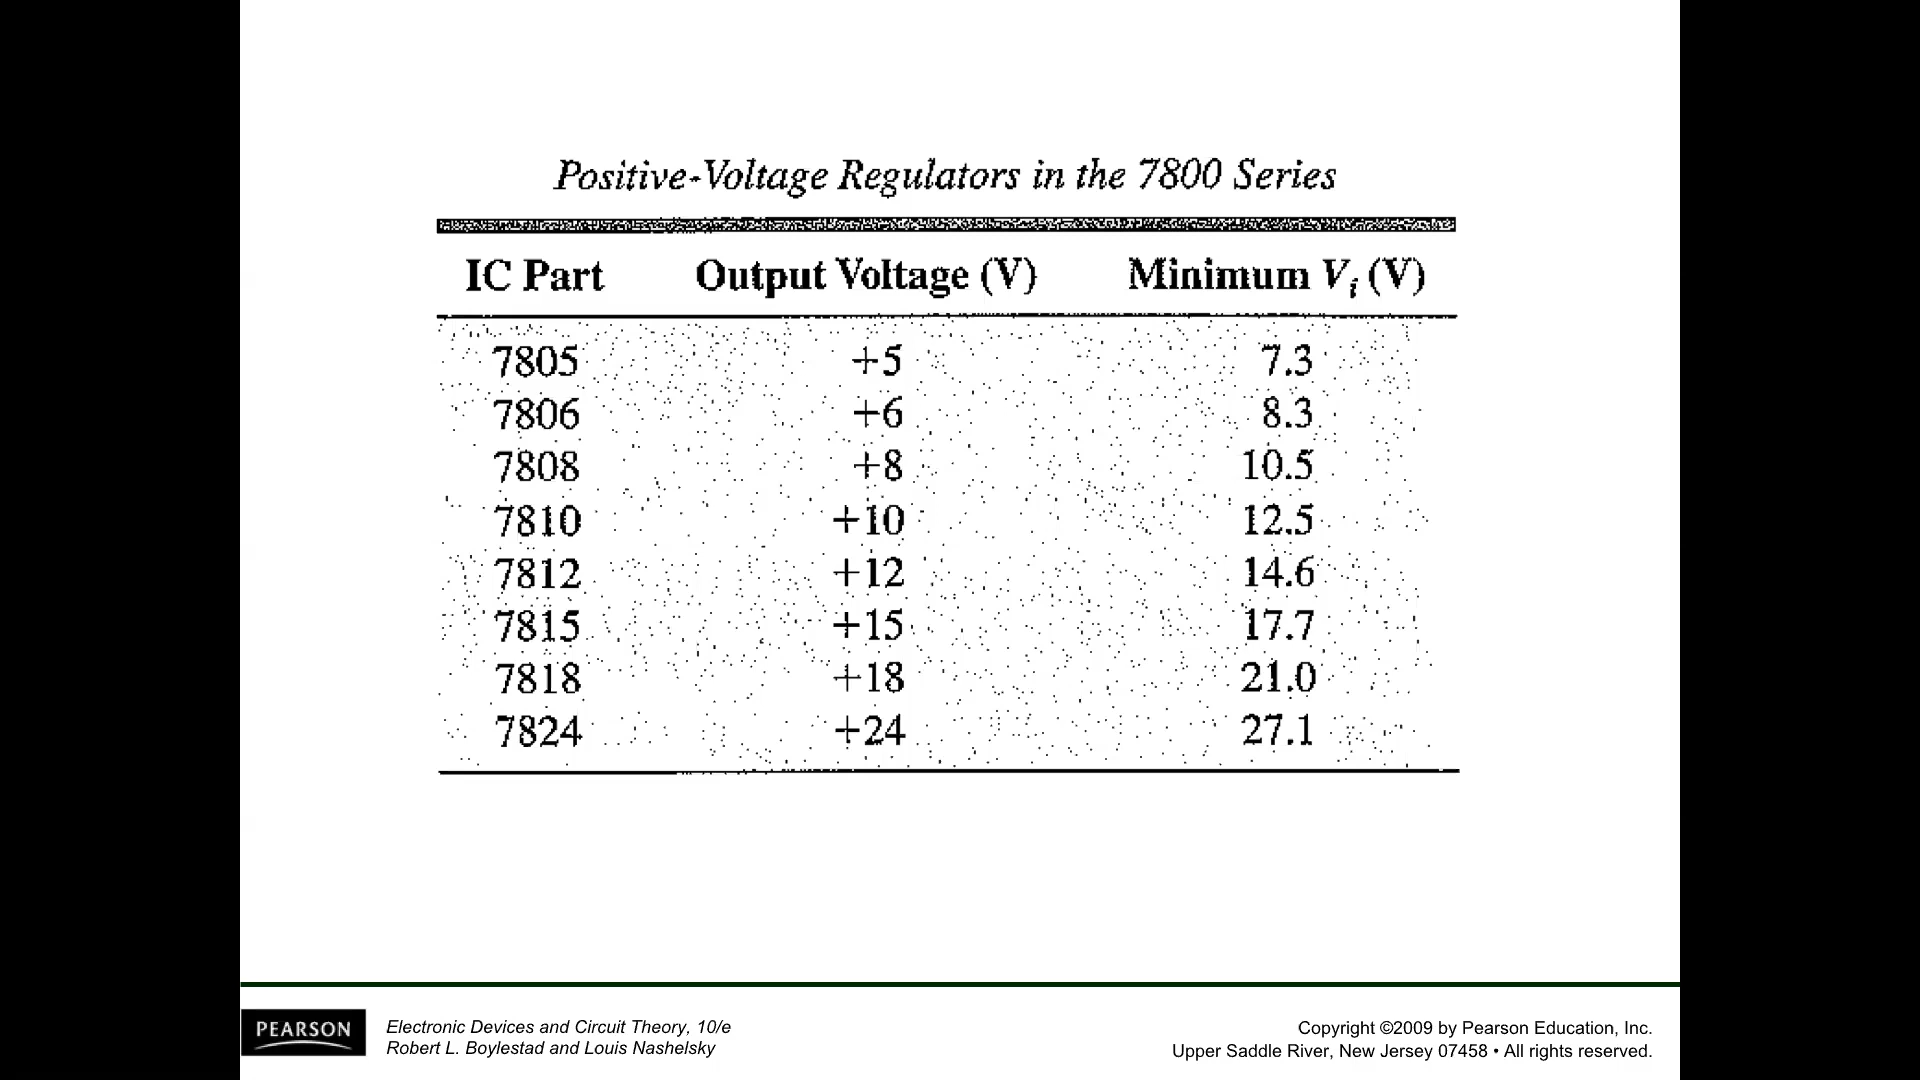 Positive-Voltage Regulators in the 7800 Series
IC Part Output Voltage (V) Minimum Vi (V)
7805 +5 7.3
7806 +6 8.3
7808 +8 10.5
7810 +10 12.5
7812 +12 14.6
7815 +15 17.7
7818 +18 21.0
7824 +24 27.1
PEARSON
Electronic Devices and Circuit Theory, 10/e
Robert L. Boylestad and Louis Nashelsky
Copyright ©2009 by Pearson Education, Inc.
Upper Saddle River, New Jersey 07458 • All rights reserved.